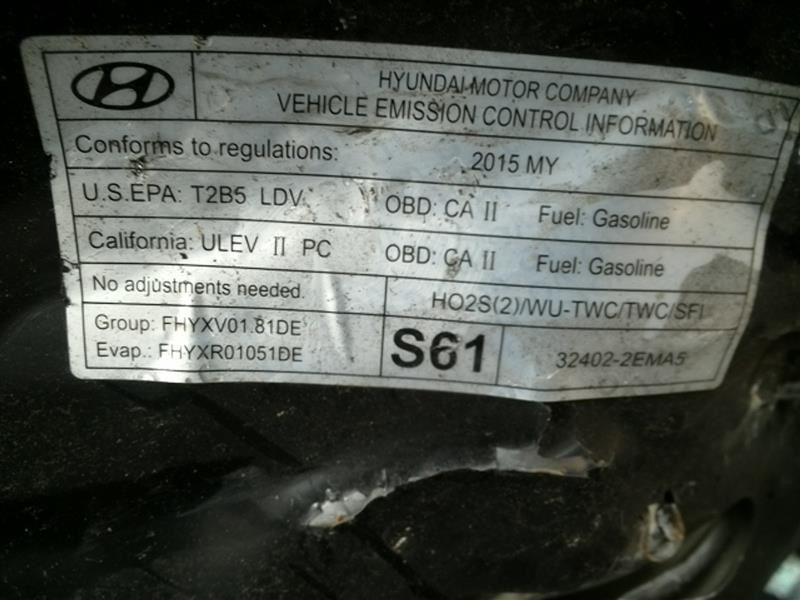 HYUNDAI MOTOR COMPANY
VEHICLE EMISSION CONTROL INFORMATION
Conforms to regulations: 2015 MY
U.S.EPA: T2B5 LDV OBD: CA II Fuel: Gasoline
California: ULEV II PC OBD: CA II Fuel: Gasoline
No adjustments needed. HO2S(2)/WU-TWC/TWC/SFI
Group: FHYXV01.81DE
Evap.: FHYXR01051DE
S61
32402-2EMA5